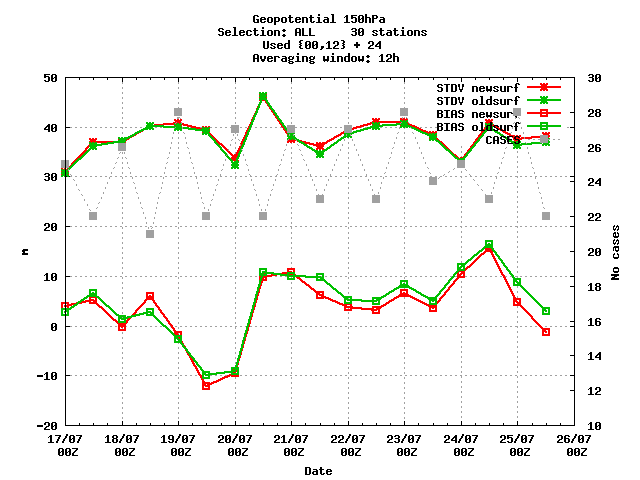 Geopotential 150hPa
Selection: ALL     30 stations
Used {00,12} + 24
Averaging window: 12h
STDV newsurf
STDV oldsurf
BIAS newsurf
BIAS oldsurf
CASES
50
40
30
20
10
0
-10
-20
m
30
28
26
24
22
20
18
16
14
12
10
No cases
17/07 18/07 19/07 20/07 21/07 22/07 23/07 24/07 25/07 26/07
00Z 00Z 00Z 00Z 00Z 00Z 00Z 00Z 00Z 00Z
Date